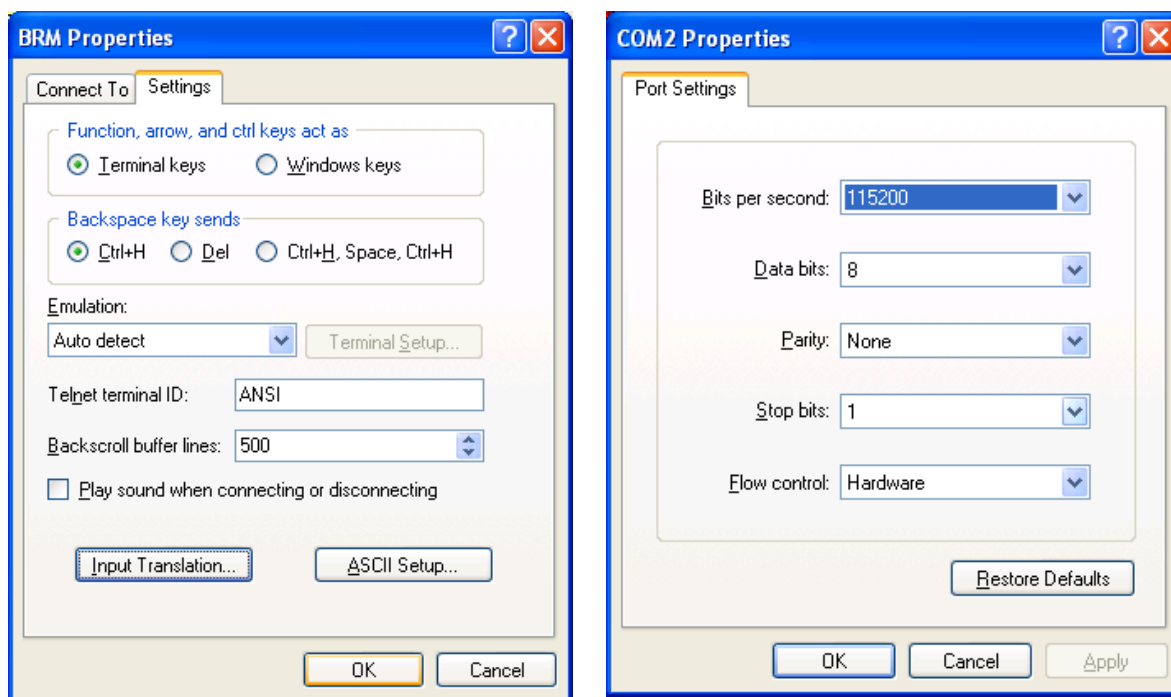 BRM Properties
Connect To Settings
Function, arrow, and ctrl keys act as
Terminal keys Windows keys
Backspace key sends
Ctrl+H Del Ctrl+H, Space, Ctrl+H
Emulation:
Auto detect Terminal Setup...
Telnet terminal ID: ANSI
Backscroll buffer lines: 500
Play sound when connecting or disconnecting
Input Translation... ASCII Setup...
OK Cancel
COM2 Properties
Port Settings
Bits per second: 115200
Data bits: 8
Parity: None
Stop bits: 1
Flow control: Hardware
Restore Defaults
OK Cancel Apply